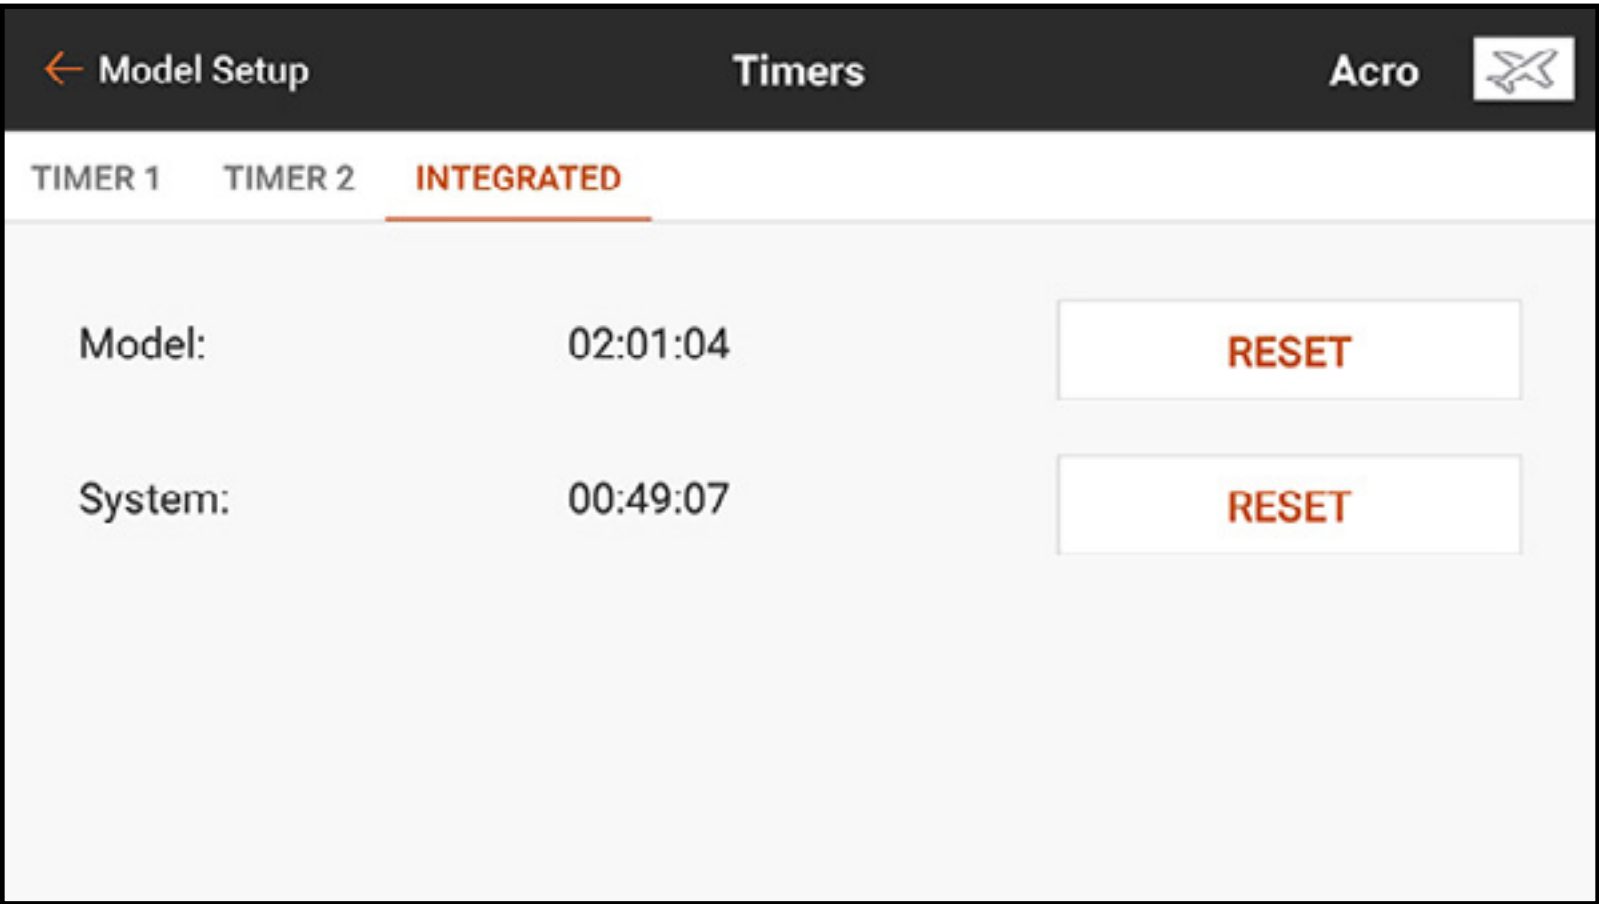 Model Setup Timers Acro
TIMER 1 TIMER 2 INTEGRATED
Model: 02:01:04 RESET
System: 00:49:07 RESET